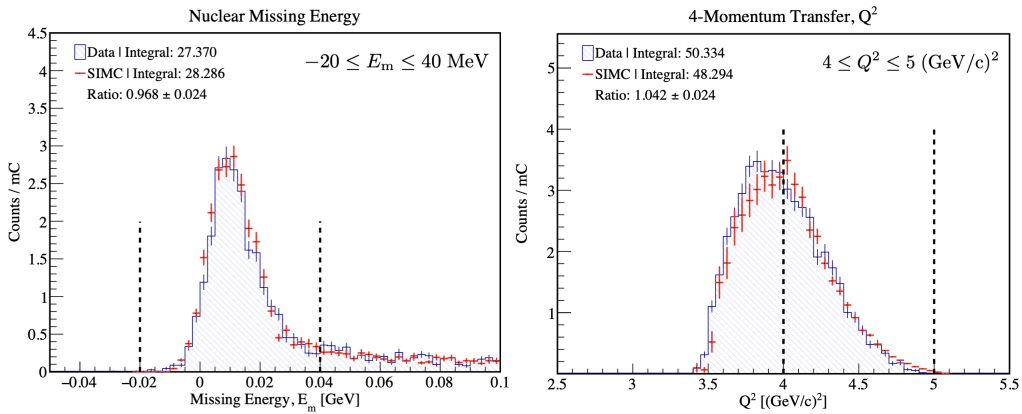 Nuclear Missing Energy
4.5
4
3.5
3
2.5
2
1.5
1
0.5
0
Counts / mC
Data | Integral: 27.370
SIMC | Integral: 28.286
Ratio: 0.968 ± 0.024
−20 ≤ Em ≤ 40 MeV
−0.04 −0.02 0 0.02 0.04 0.06 0.08 0.1
Missing Energy, Em [GeV]
4-Momentum Transfer, Q²
5
4
3
2
1
Counts / mC
Data | Integral: 50.334
SIMC | Integral: 48.294
Ratio: 1.042 ± 0.024
4 ≤ Q² ≤ 5 (GeV/c)²
2.5 3 3.5 4 4.5 5 5.5
Q² [(GeV/c)²]